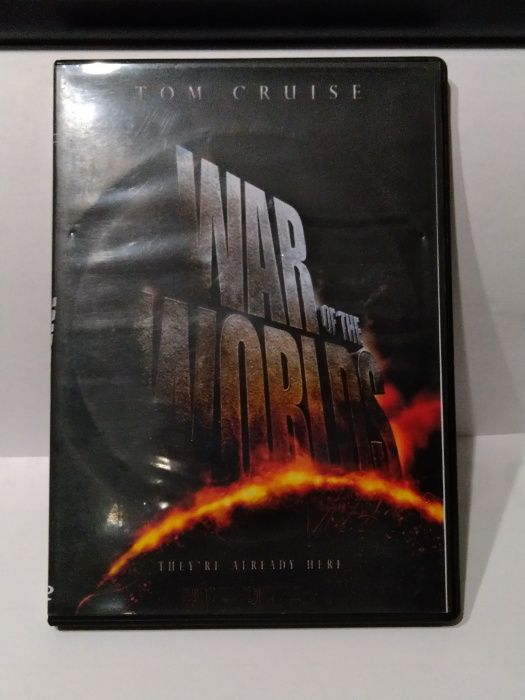 TOM CRUISE
WAR
OF THE
WORLDS
THEY'RE ALREADY HERE